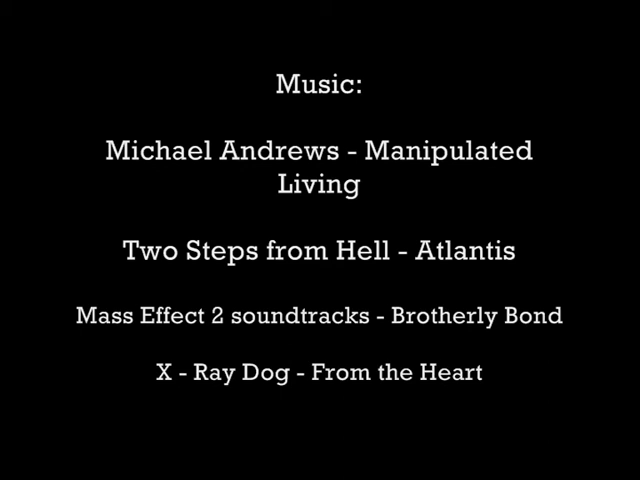 Music:
Michael Andrews - Manipulated
Living
Two Steps from Hell - Atlantis
Mass Effect 2 soundtracks - Brotherly Bond
X - Ray Dog - From the Heart